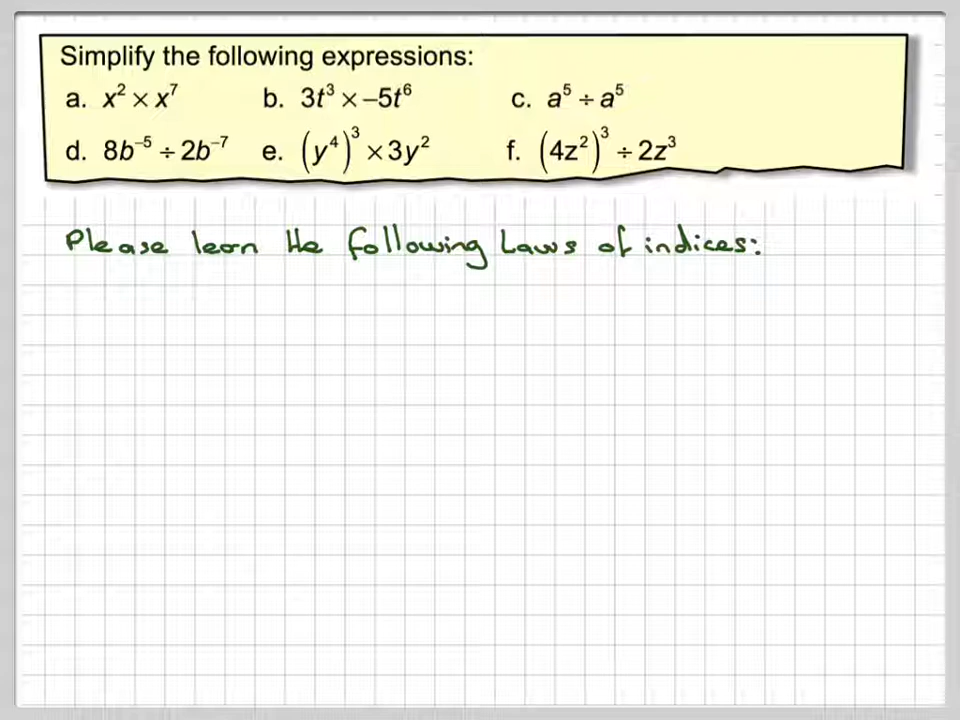 Simplify the following expressions:
a. x² × x⁷ b. 3t³ × –5t⁶ c. a⁵ ÷ a⁵
d. 8b⁻⁵ ÷ 2b⁻⁷ e. (y⁴)³ × 3y² f. (4z²)³ ÷ 2z³
Please learn the following Laws of indices: